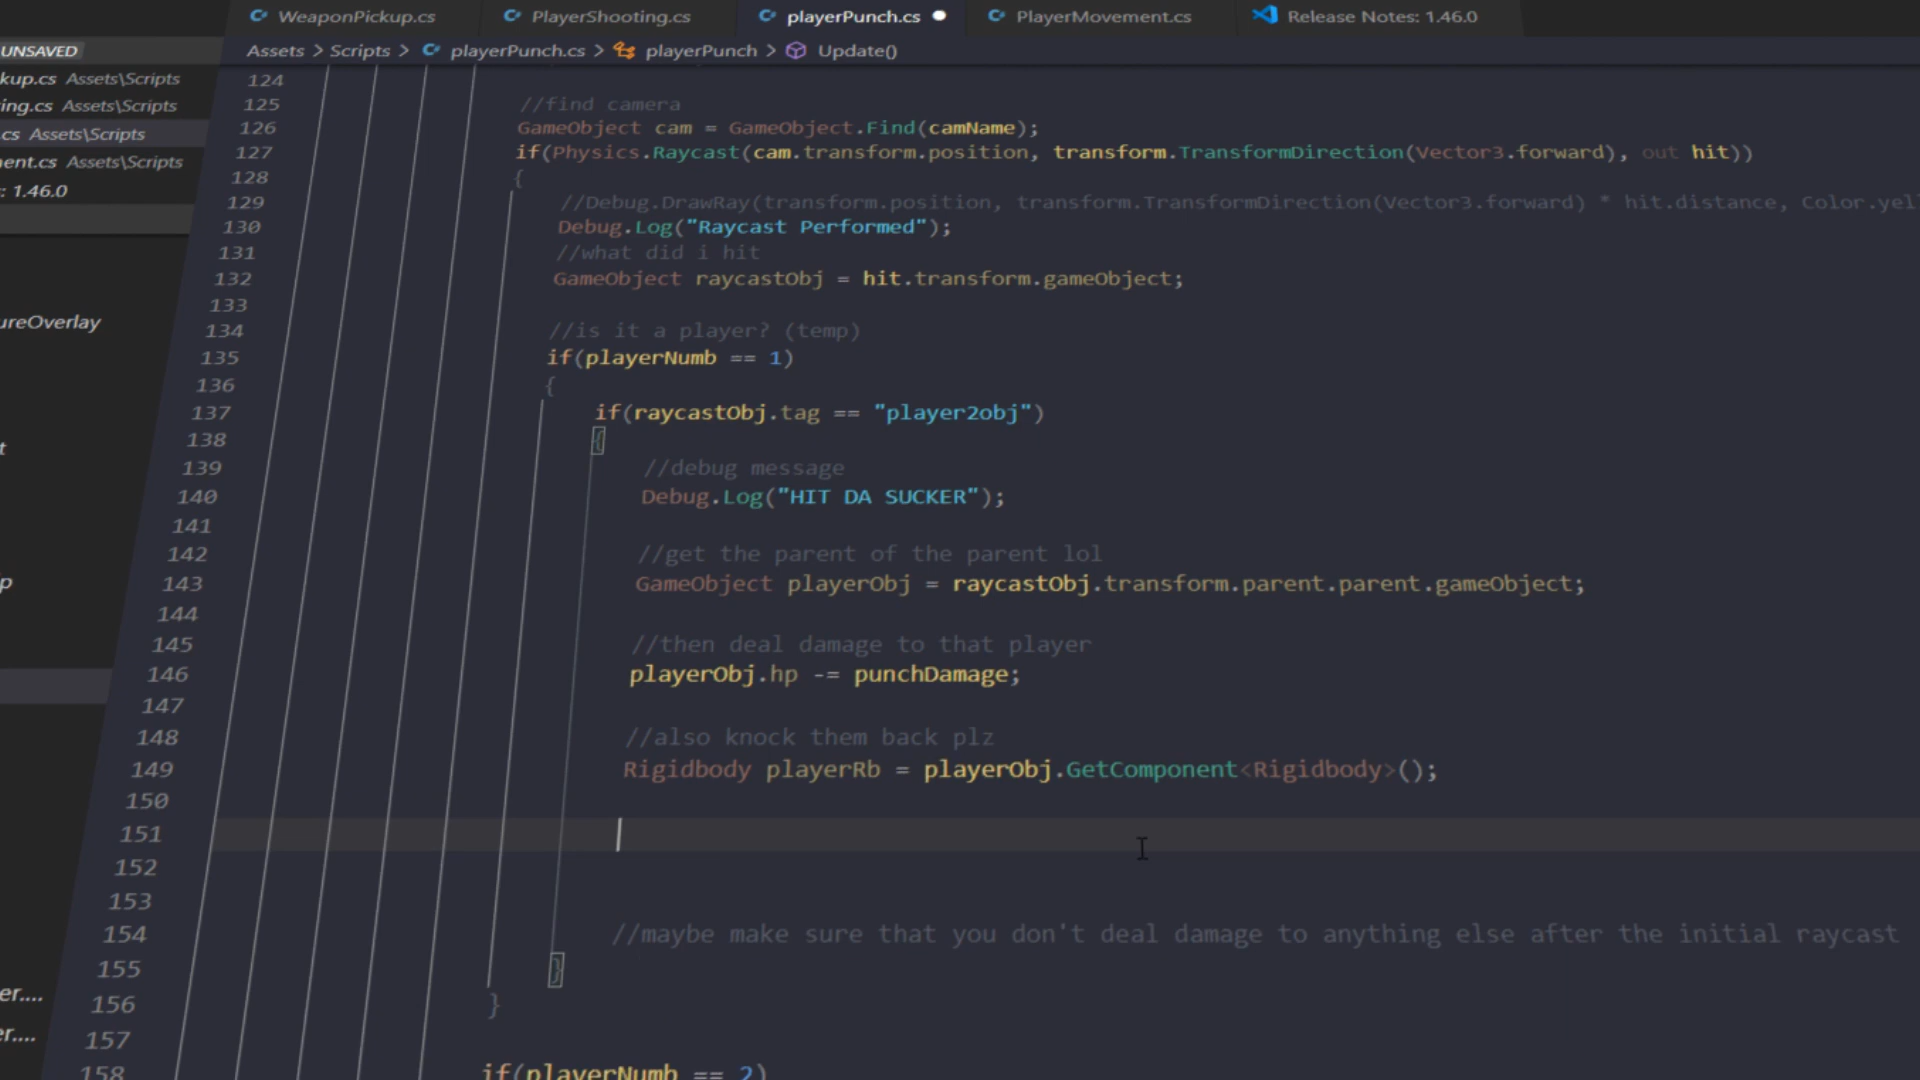 WeaponPickup.cs PlayerShooting.cs playerPunch.cs PlayerMovement.cs Release Notes: 1.46.0
UNSAVED
Assets > Scripts > playerPunch.cs > playerPunch > Update()
kup.cs Assets\Scripts
ing.cs Assets\Scripts
.cs Assets\Scripts
ent.cs Assets\Scripts
: 1.46.0
ureOverlay
t
p
er....
er....
124
125 //find camera
126 GameObject cam = GameObject.Find(camName);
127 if(Physics.Raycast(cam.transform.position, transform.TransformDirection(Vector3.forward), out hit))
128 {
129 //Debug.DrawRay(transform.position, transform.TransformDirection(Vector3.forward) * hit.distance, Color.yel
130 Debug.Log("Raycast Performed");
131 //what did i hit
132 GameObject raycastObj = hit.transform.gameObject;
133
134 //is it a player? (temp)
135 if(playerNumb == 1)
136 {
137 if(raycastObj.tag == "player2obj")
138 {
139 //debug message
140 Debug.Log("HIT DA SUCKER");
141
142 //get the parent of the parent lol
143 GameObject playerObj = raycastObj.transform.parent.parent.gameObject;
144
145 //then deal damage to that player
146 playerObj.hp -= punchDamage;
147
148 //also knock them back plz
149 Rigidbody playerRb = playerObj.GetComponent<Rigidbody>();
150
151
152
153
154 //maybe make sure that you don't deal damage to anything else after the initial raycast
155 }
156 }
157
158 if(playerNumb == 2)